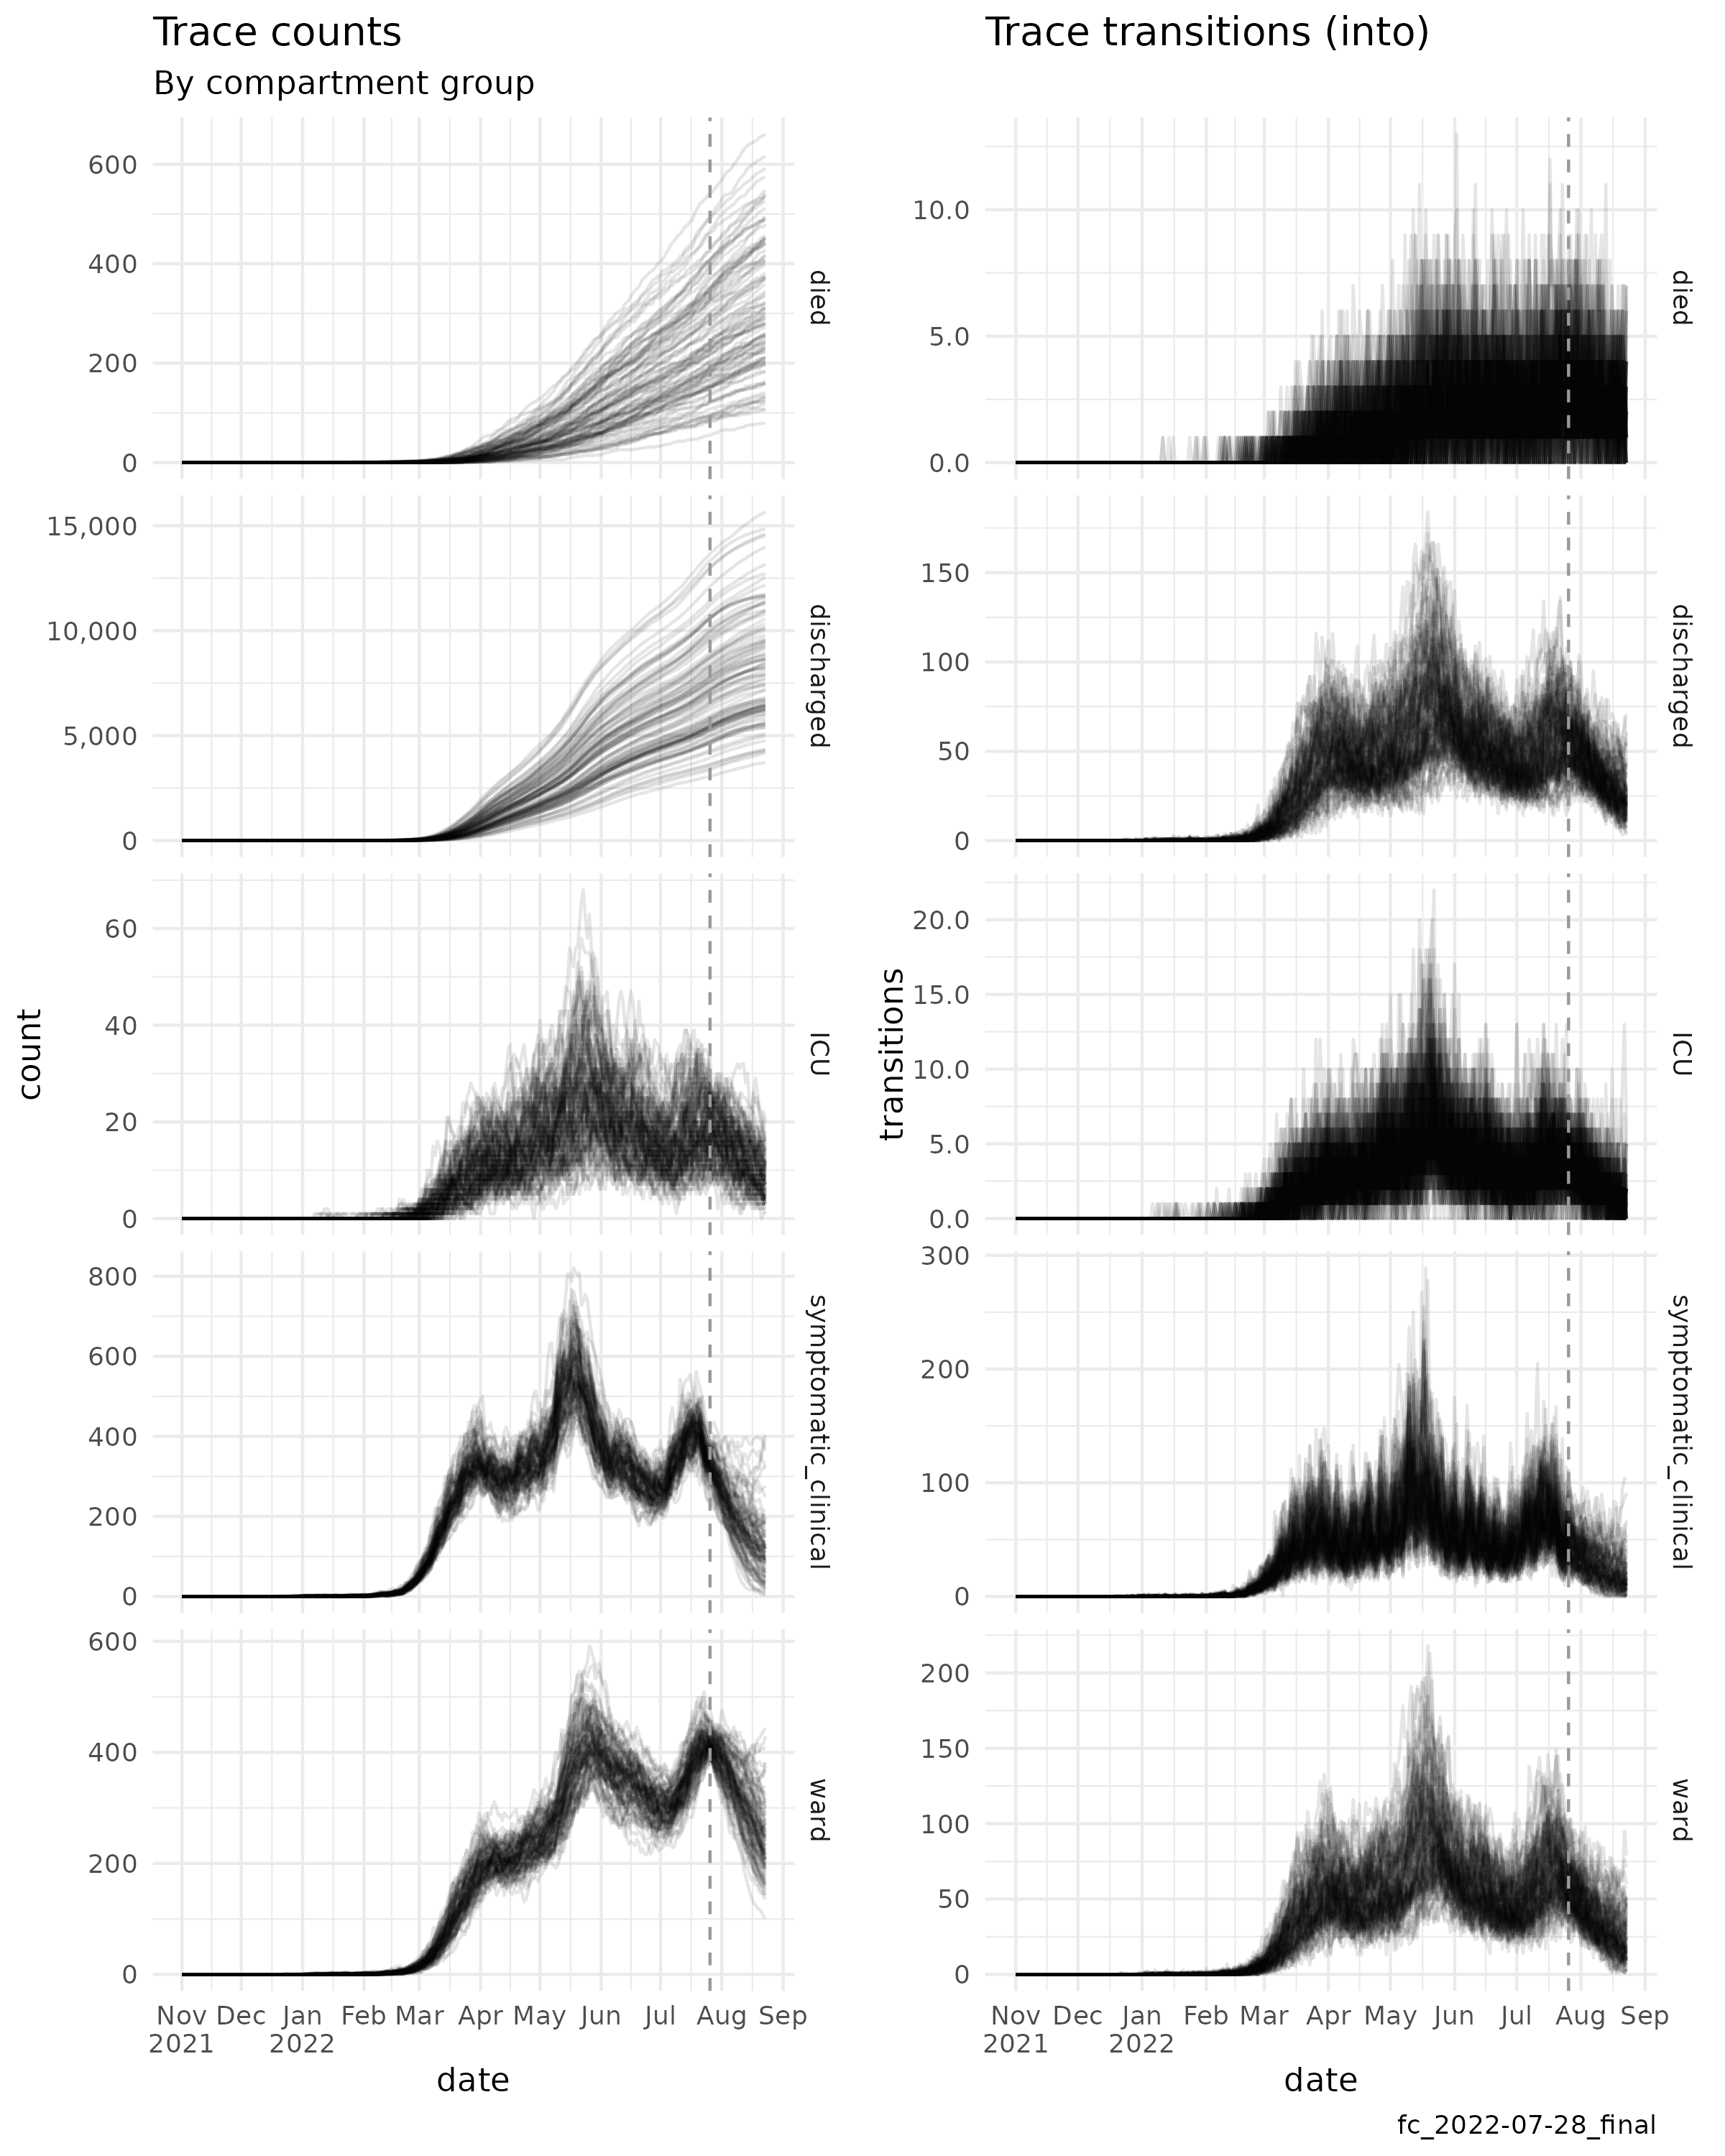 Trace counts
By compartment group
Trace transitions (into)
count
600
400
200
0
died
15,000
10,000
5,000
0
discharged
60
40
20
0
ICU
800
600
400
200
0
symptomatic_clinical
600
400
200
0
ward
Nov Dec Jan Feb Mar Apr May Jun Jul Aug Sep
2021 2022
date
transitions
10.0
5.0
0.0
died
150
100
50
0
discharged
20.0
15.0
10.0
5.0
0.0
ICU
300
200
100
0
symptomatic_clinical
200
150
100
50
0
ward
Nov Dec Jan Feb Mar Apr May Jun Jul Aug Sep
2021 2022
date
fc_2022-07-28_final